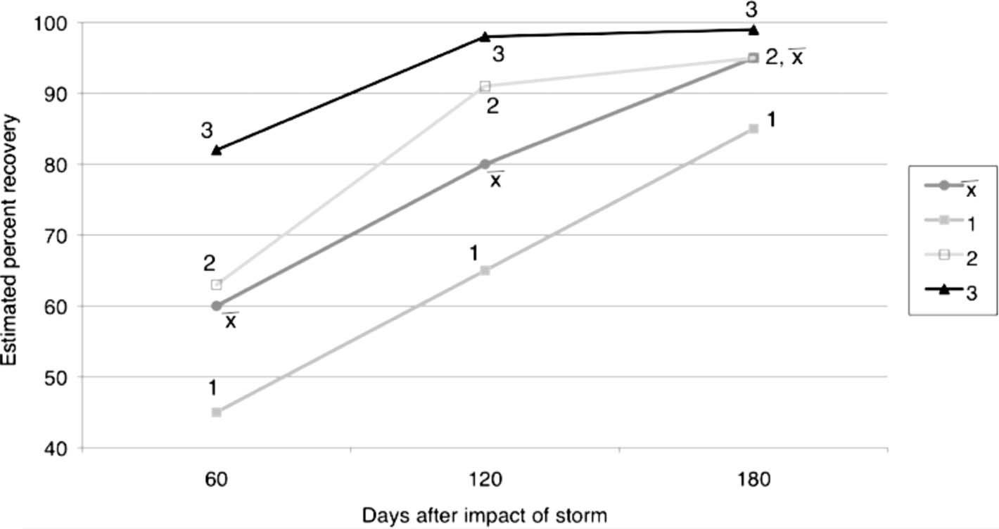 Estimated percent recovery
100
90
80
70
60
50
40
3
3
3
2
2
2, x̅
x̅
x̅
1
1
1
60 120 180
Days after impact of storm
x̅
1
2
3